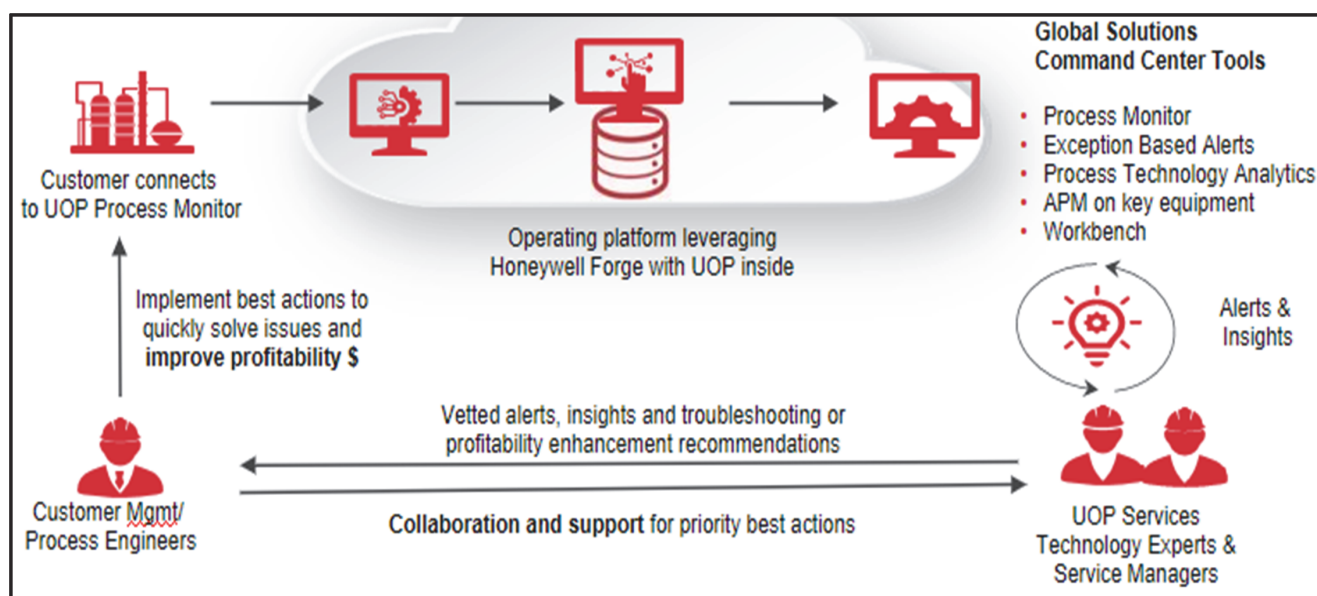 Global Solutions
Command Center Tools
• Process Monitor
• Exception Based Alerts
• Process Technology Analytics
• APM on key equipment
• Workbench
Customer connects
to UOP Process Monitor
Operating platform leveraging
Honeywell Forge with UOP inside
Implement best actions to
quickly solve issues and
improve profitability $
Alerts &
Insights
Vetted alerts, insights and troubleshooting or
profitability enhancement recommendations
Customer Mgmt/
Process Engineers
Collaboration and support for priority best actions
UOP Services
Technology Experts &
Service Managers